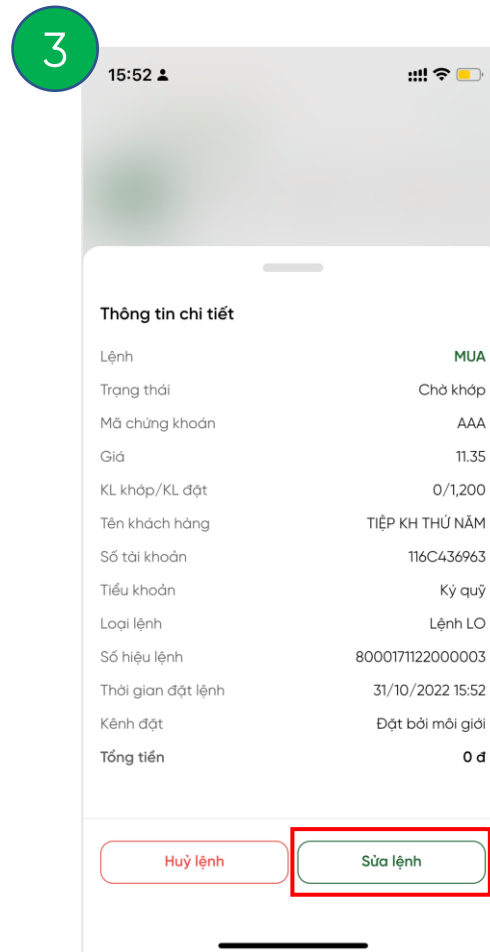 3
15:52
Thông tin chi tiết
Lệnh MUA
Trạng thái Chờ khớp
Mã chứng khoán AAA
Giá 11.35
KL khớp/KL đặt 0/1,200
Tên khách hàng TIỆP KH THỨ NĂM
Số tài khoản 116C436963
Tiểu khoản Ký quỹ
Loại lệnh Lệnh LO
Số hiệu lệnh 8000171122000003
Thời gian đặt lệnh 31/10/2022 15:52
Kênh đặt Đặt bởi môi giới
Tổng tiền 0 đ
Huỷ lệnh Sửa lệnh